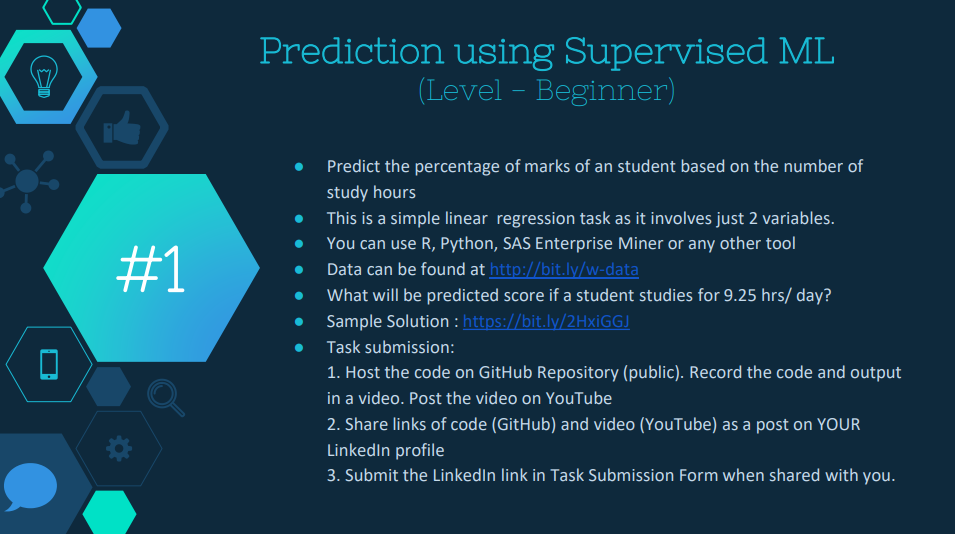 Prediction using Supervised ML
(Level – Beginner)
#1
● Predict the percentage of marks of an student based on the number of
study hours
● This is a simple linear regression task as it involves just 2 variables.
● You can use R, Python, SAS Enterprise Miner or any other tool
● Data can be found at http://bit.ly/w-data
● What will be predicted score if a student studies for 9.25 hrs/ day?
● Sample Solution : https://bit.ly/2HxiGGJ
● Task submission:
1. Host the code on GitHub Repository (public). Record the code and output
in a video. Post the video on YouTube
2. Share links of code (GitHub) and video (YouTube) as a post on YOUR
LinkedIn profile
3. Submit the LinkedIn link in Task Submission Form when shared with you.